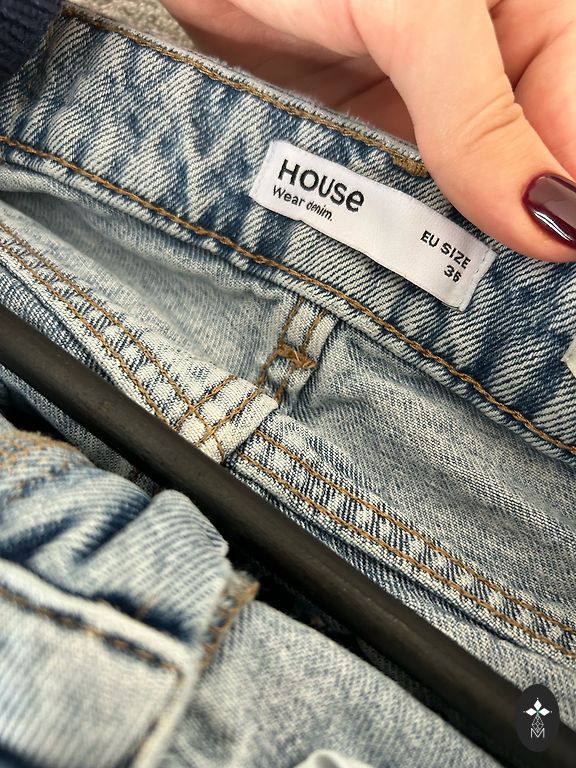 HOUSe
Wear denim.
EU SIZE
36